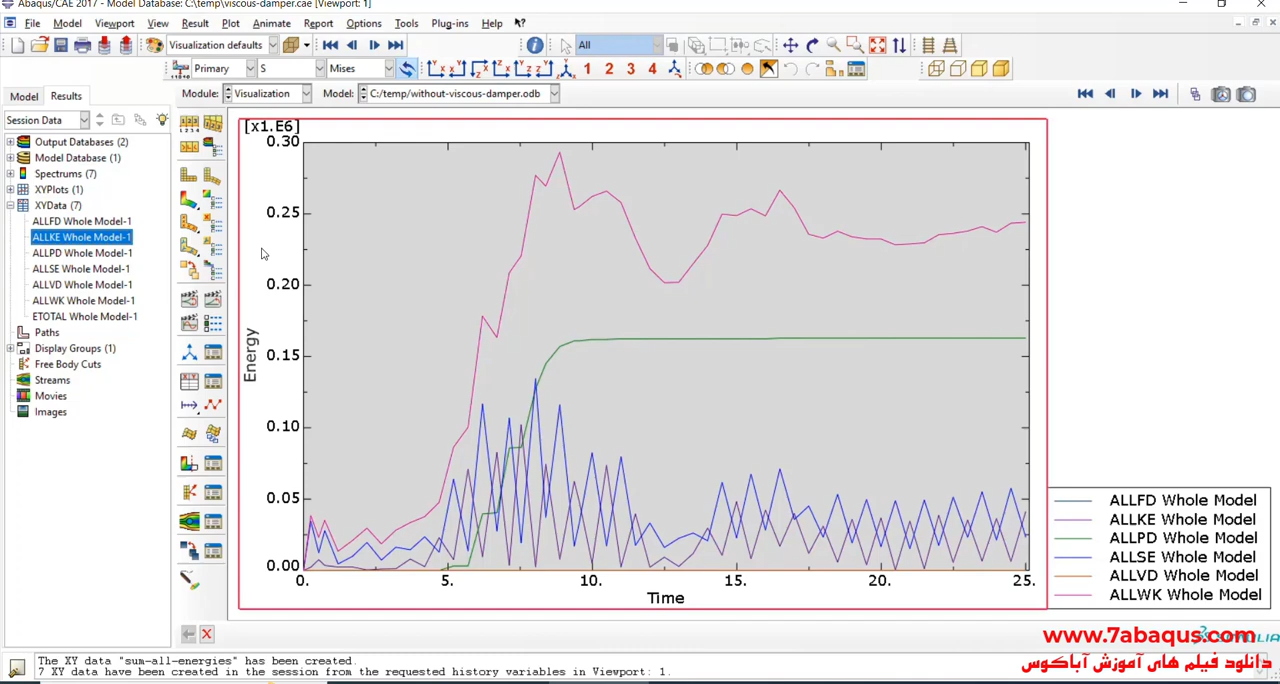 Abaqus/CAE 2017 - Model Database: C:\temp\viscous-damper.cae [Viewport: 1]
File Model Viewport View Result Plot Options Animate Report Options Tools Plug-ins Help
Visualization defaults All
Primary S Mises 1 2 3 4
Model Results Module: Visualization Model: C:/temp/without-viscous-damper.odb
Session Data
Output Databases (2)
Model Database (1)
Spectrums (7)
XYPlots (1)
XYData (7)
ALLFD Whole Model-1
ALLKE Whole Model-1
ALLPD Whole Model-1
ALLSE Whole Model-1
ALLVD Whole Model-1
ALLWK Whole Model-1
ETOTAL Whole Model-1
Paths
Display Groups (1)
Free Body Cuts
Streams
Movies
Images
[x1.E6]
0.30
0.25
0.20
0.15
0.10
0.05
0.00
Energy
0. 5. 10. 15. 20. 25.
Time
ALLFD Whole Model
ALLKE Whole Model
ALLPD Whole Model
ALLSE Whole Model
ALLVD Whole Model
ALLWK Whole Model
www.7abaqus.com
دانلود فیلم های آموزش آباکوس
The XY data "sum-all-energies" has been created.
7 XY data have been created in the session from the requested history variables in Viewport: 1.